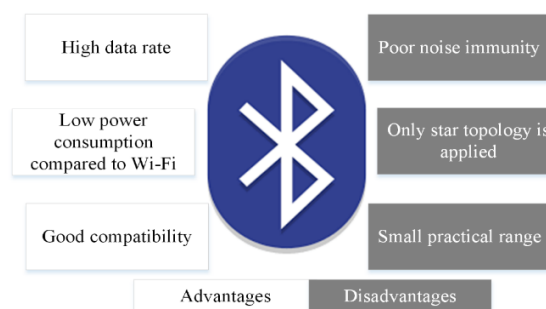 High data rate
Poor noise immunity
Low power
consumption
compared to Wi-Fi
Only star topology is
applied
Good compatibility
Small practical range
Advantages
Disadvantages